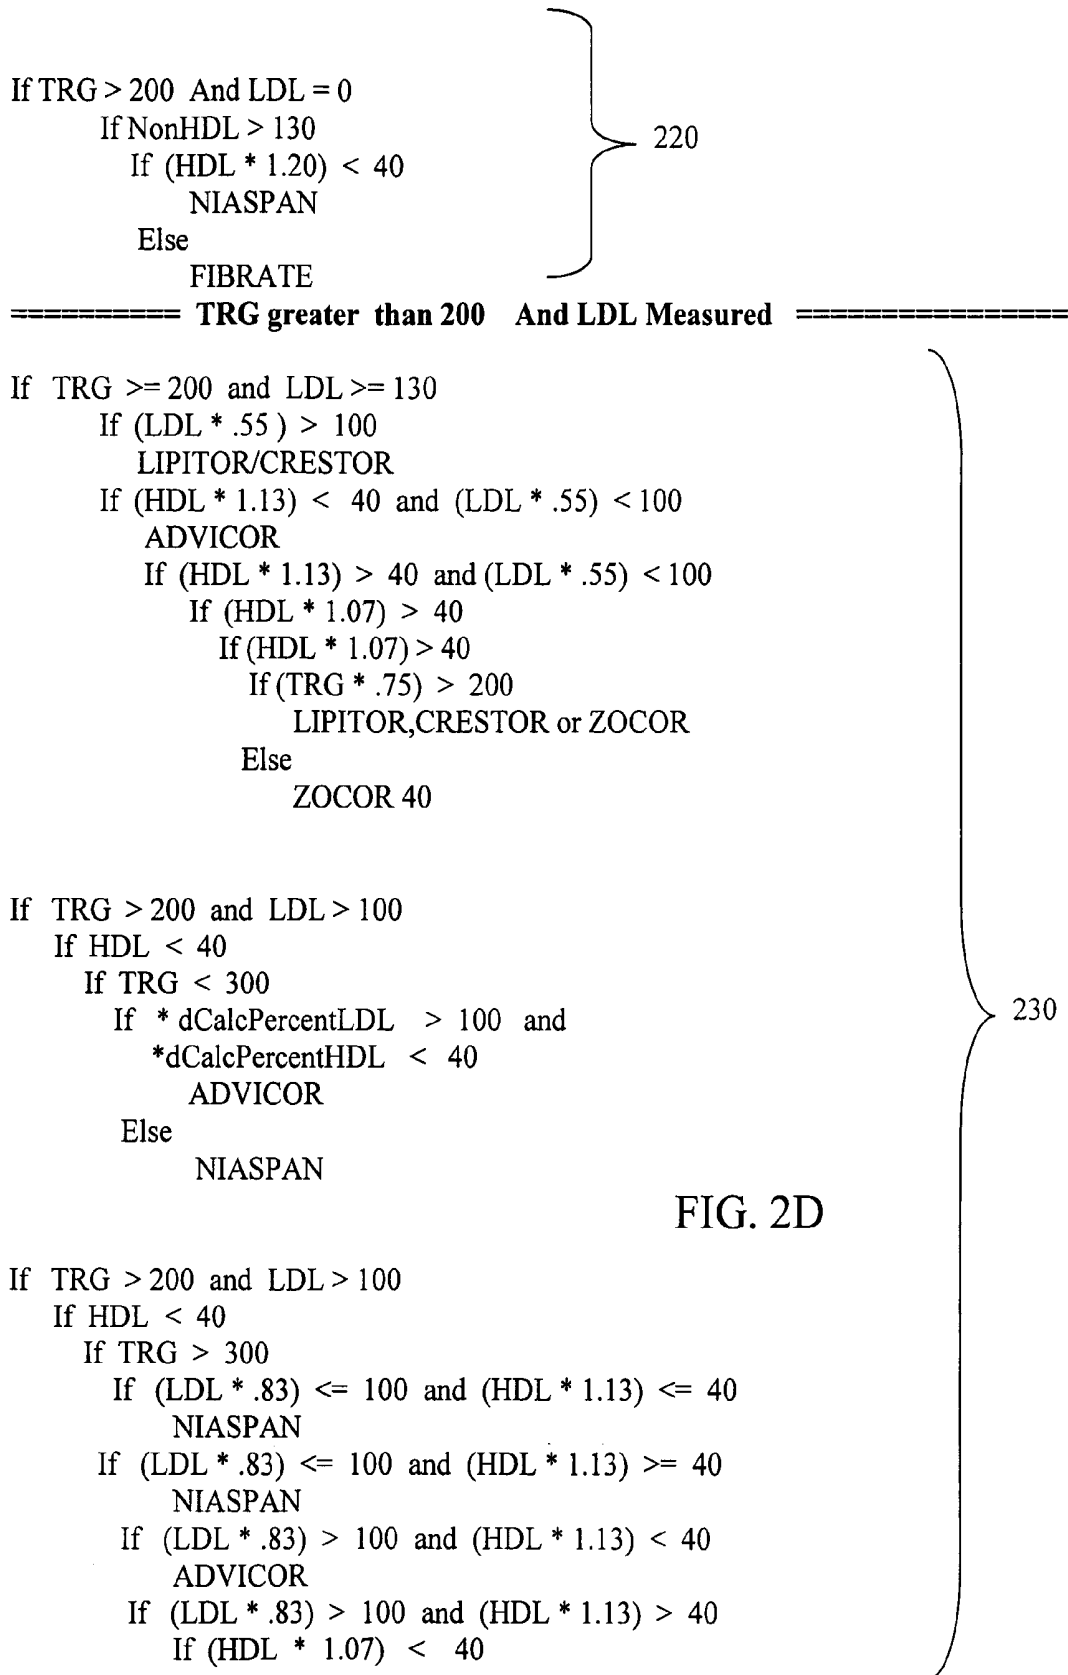 If TRG > 200 And LDL = 0
If NonHDL > 130
220
If (HDL * 1.20) < 40
NIASPAN
Else
FIBRATE
========== TRG greater than 200 And LDL Measured ================
If TRG >= 200 and LDL >= 130
If (LDL * .55 ) > 100
LIPITOR/CRESTOR
If (HDL * 1.13) < 40 and (LDL * .55) < 100
ADVICOR
If (HDL * 1.13) > 40 and (LDL * .55) < 100
If (HDL * 1.07) > 40
If (HDL * 1.07) > 40
If (TRG * .75) > 200
LIPITOR,CRESTOR or ZOCOR
Else
ZOCOR 40
If TRG > 200 and LDL > 100
If HDL < 40
If TRG < 300
If * dCalcPercentLDL > 100 and
230
*dCalcPercentHDL < 40
ADVICOR
Else
NIASPAN
FIG. 2D
If TRG > 200 and LDL > 100
If HDL < 40
If TRG > 300
If (LDL * .83) <= 100 and (HDL * 1.13) <= 40
NIASPAN
If (LDL * .83) <= 100 and (HDL * 1.13) >= 40
NIASPAN
If (LDL * .83) > 100 and (HDL * 1.13) < 40
ADVICOR
If (LDL * .83) > 100 and (HDL * 1.13) > 40
If (HDL * 1.07) < 40